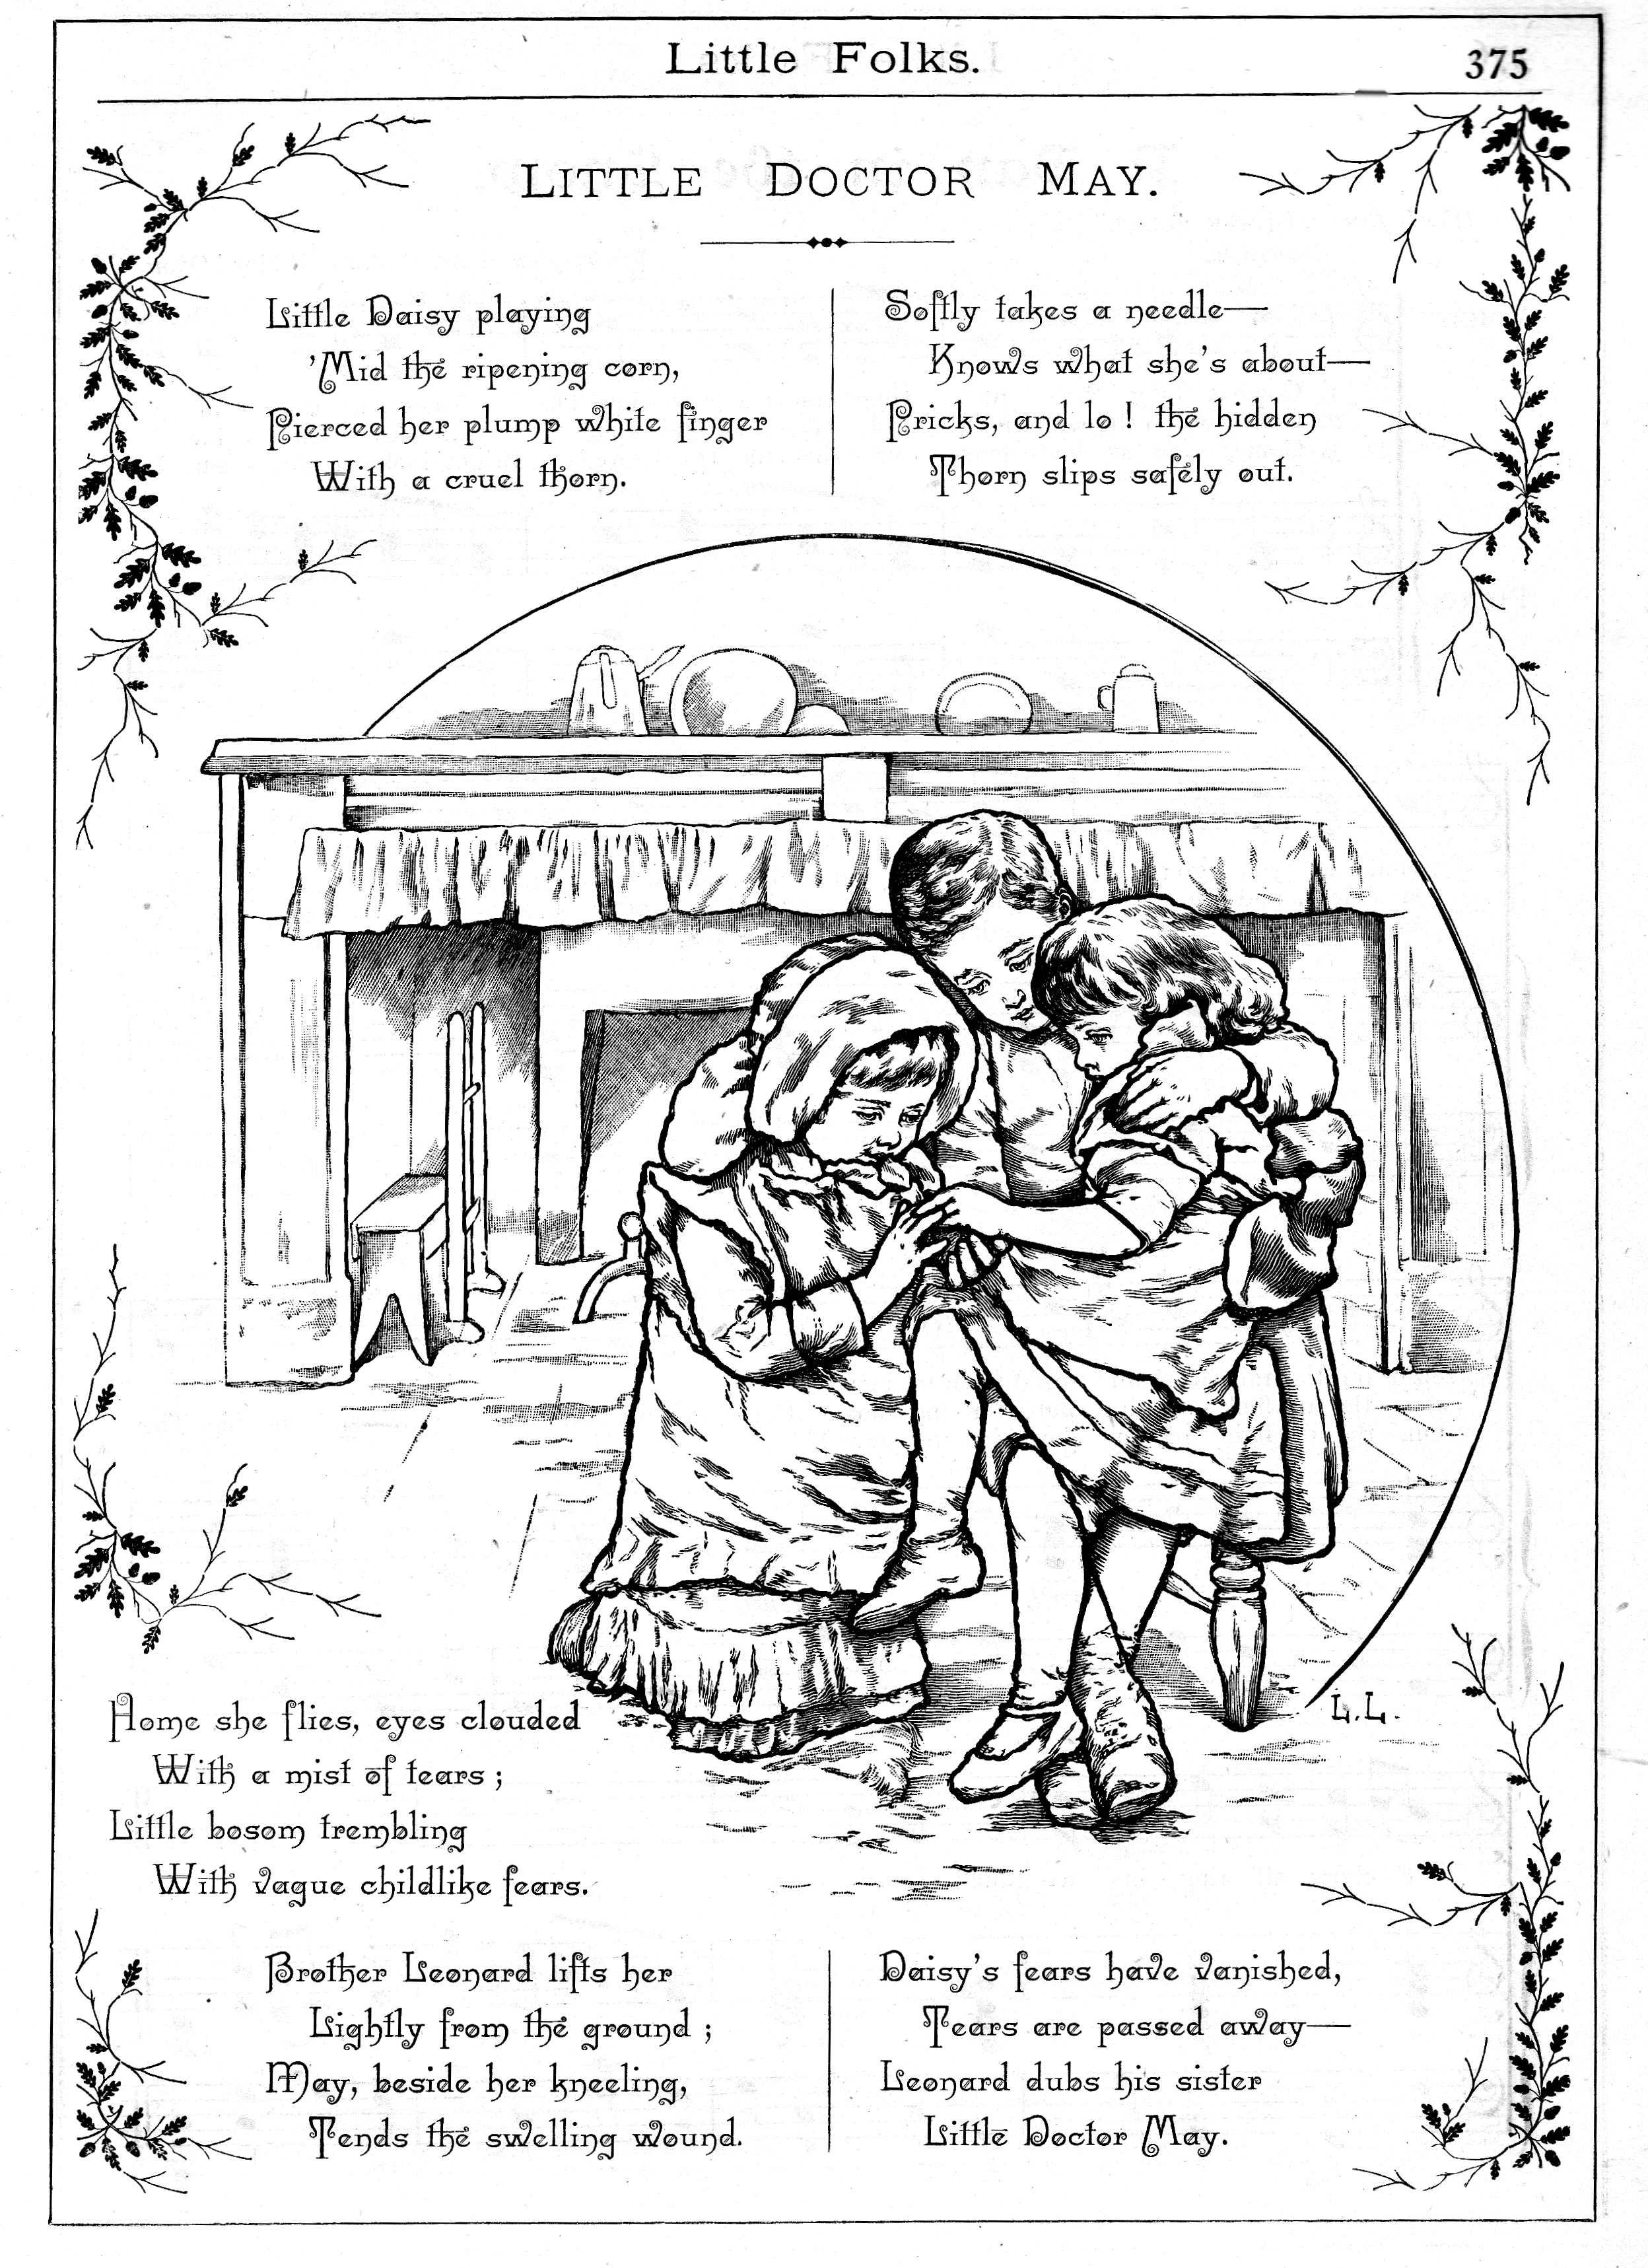 Little Folks.
375
LITTLE DOCTOR MAY.
Little Daisy playing
'Mid the ripening corn,
Pierced her plump white finger
With a cruel thorn.
Home she flies, eyes clouded
With a mist of tears ;
Little bosom trembling
With vague childlike fears.
Brother Leonard lifts her
Lightly from the ground ;
May, beside her kneeling,
Tends the swelling wound.
Softly takes a needle—
Knows what she's about—
Pricks, and lo ! the hidden
Thorn slips safely out.
L.L.
Daisy's fears have vanished,
Tears are passed away—
Leonard dubs his sister
Little Doctor May.